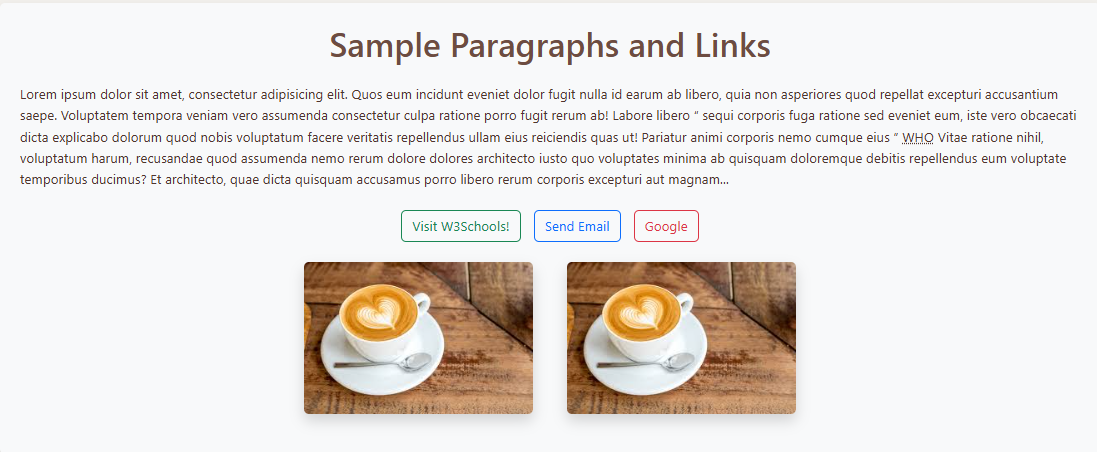 Sample Paragraphs and Links
Lorem ipsum dolor sit amet, consectetur adipisicing elit. Quos eum incidunt eveniet dolor fugit nulla id earum ab libero, quia non asperiores quod repellat excepturi accusantium
saepe. Voluptatem tempora veniam vero assumenda consectetur culpa ratione porro fugit rerum ab! Labore libero “ sequi corporis fuga ratione sed eveniet eum, iste vero obcaecati
dicta explicabo dolorum quod nobis voluptatum facere veritatis repellendus ullam eius reiciendis quas ut! Pariatur animi corporis nemo cumque eius ” WHO Vitae ratione nihil,
voluptatum harum, recusandae quod assumenda nemo rerum dolore dolores architecto iusto quo voluptates minima ab quisquam doloremque debitis repellendus eum voluptate
temporibus ducimus? Et architecto, quae dicta quisquam accusamus porro libero rerum corporis excepturi aut magnam...
Visit W3Schools! Send Email Google